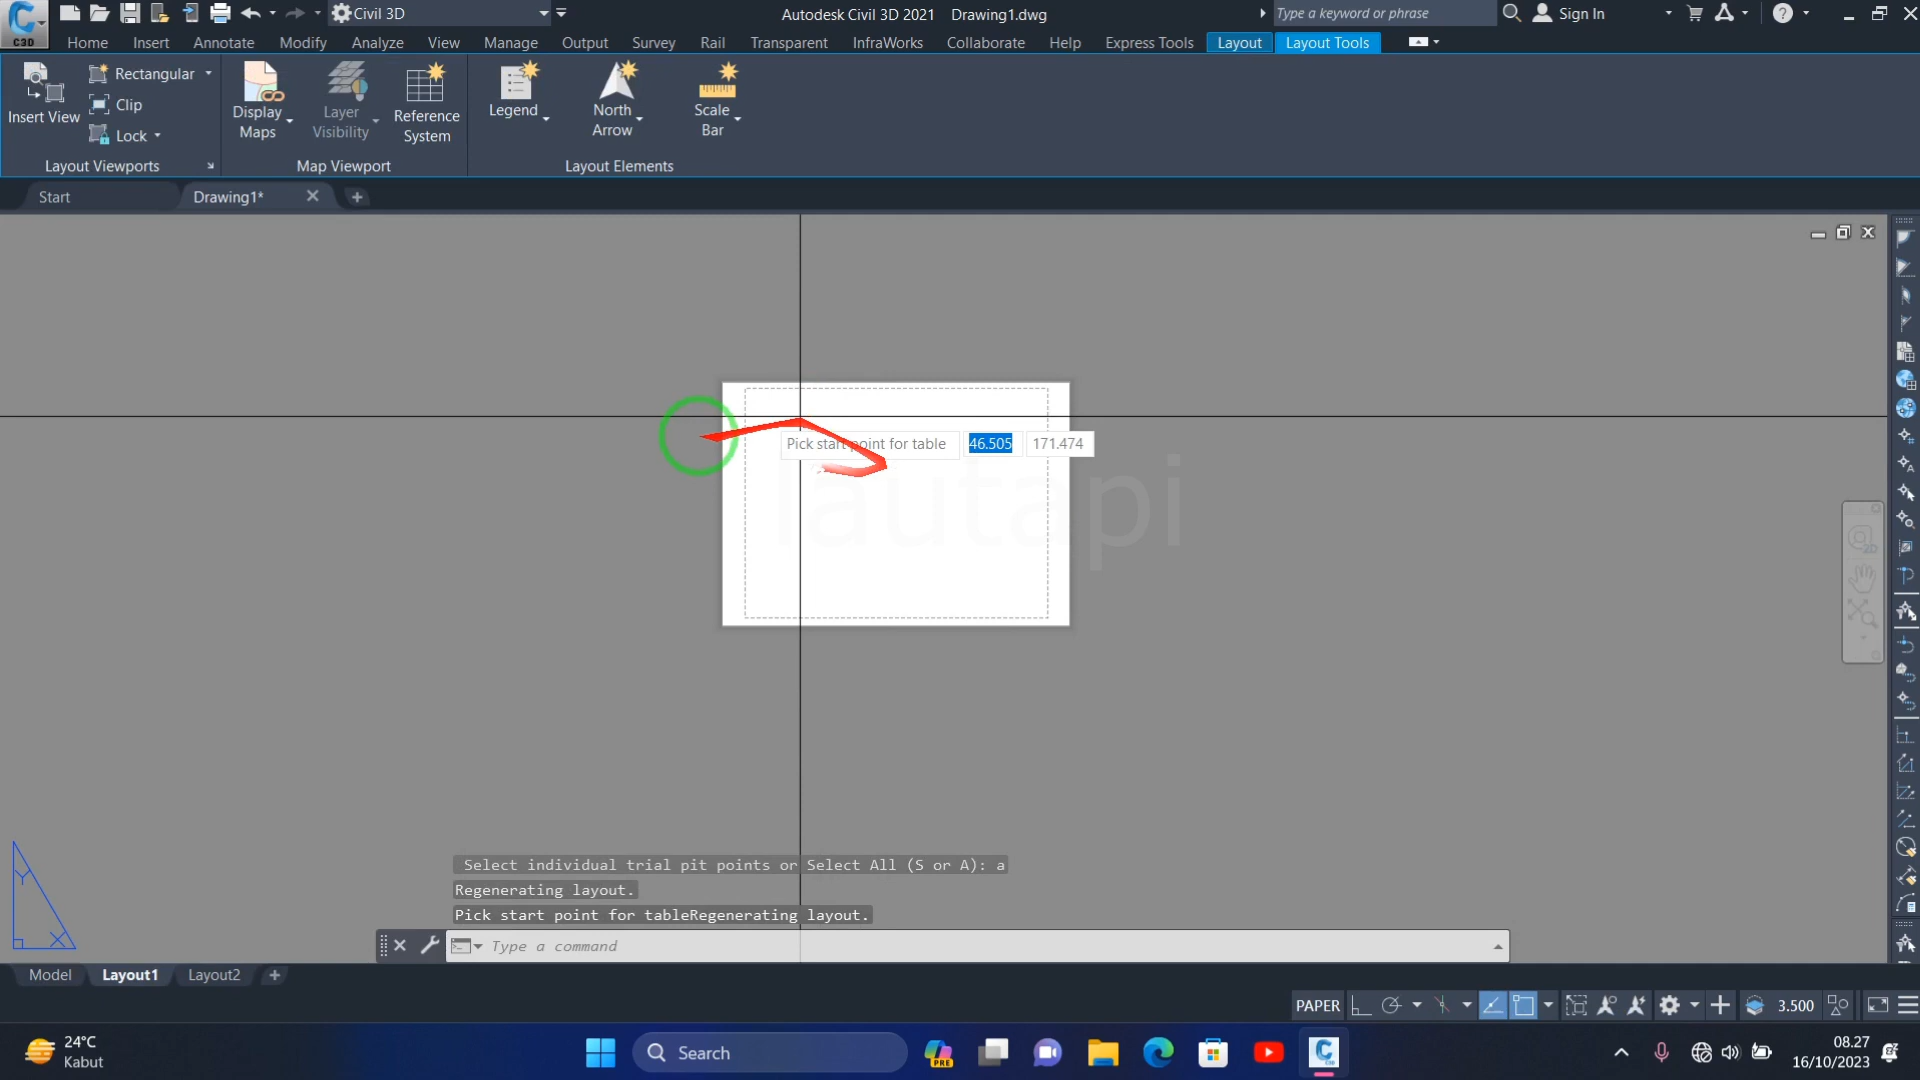 C3D
Civil 3D
Autodesk Civil 3D 2021 Drawing1.dwg
Type a keyword or phrase
Sign In
Home Insert Annotate Modify Analyze View Manage Output Survey Rail Transparent InfraWorks Collaborate Help Express Tools Layout Layout Tools
Insert View
Rectangular
Clip
Lock
Layout Viewports
Display Maps
Layer Visibility
Reference System
Map Viewport
Legend
North Arrow
Scale Bar
Layout Elements
Start
Drawing1*
Pick start point for table 46.505 171.474
lautapi
2D
Y
X
Select individual trial pit points or Select All (S or A): a
Regenerating layout.
Pick start point for tableRegenerating layout.
Type a command
Model Layout1 Layout2
PAPER
3.500
24°C
Kabut
Search
PRE
08.27
16/10/2023